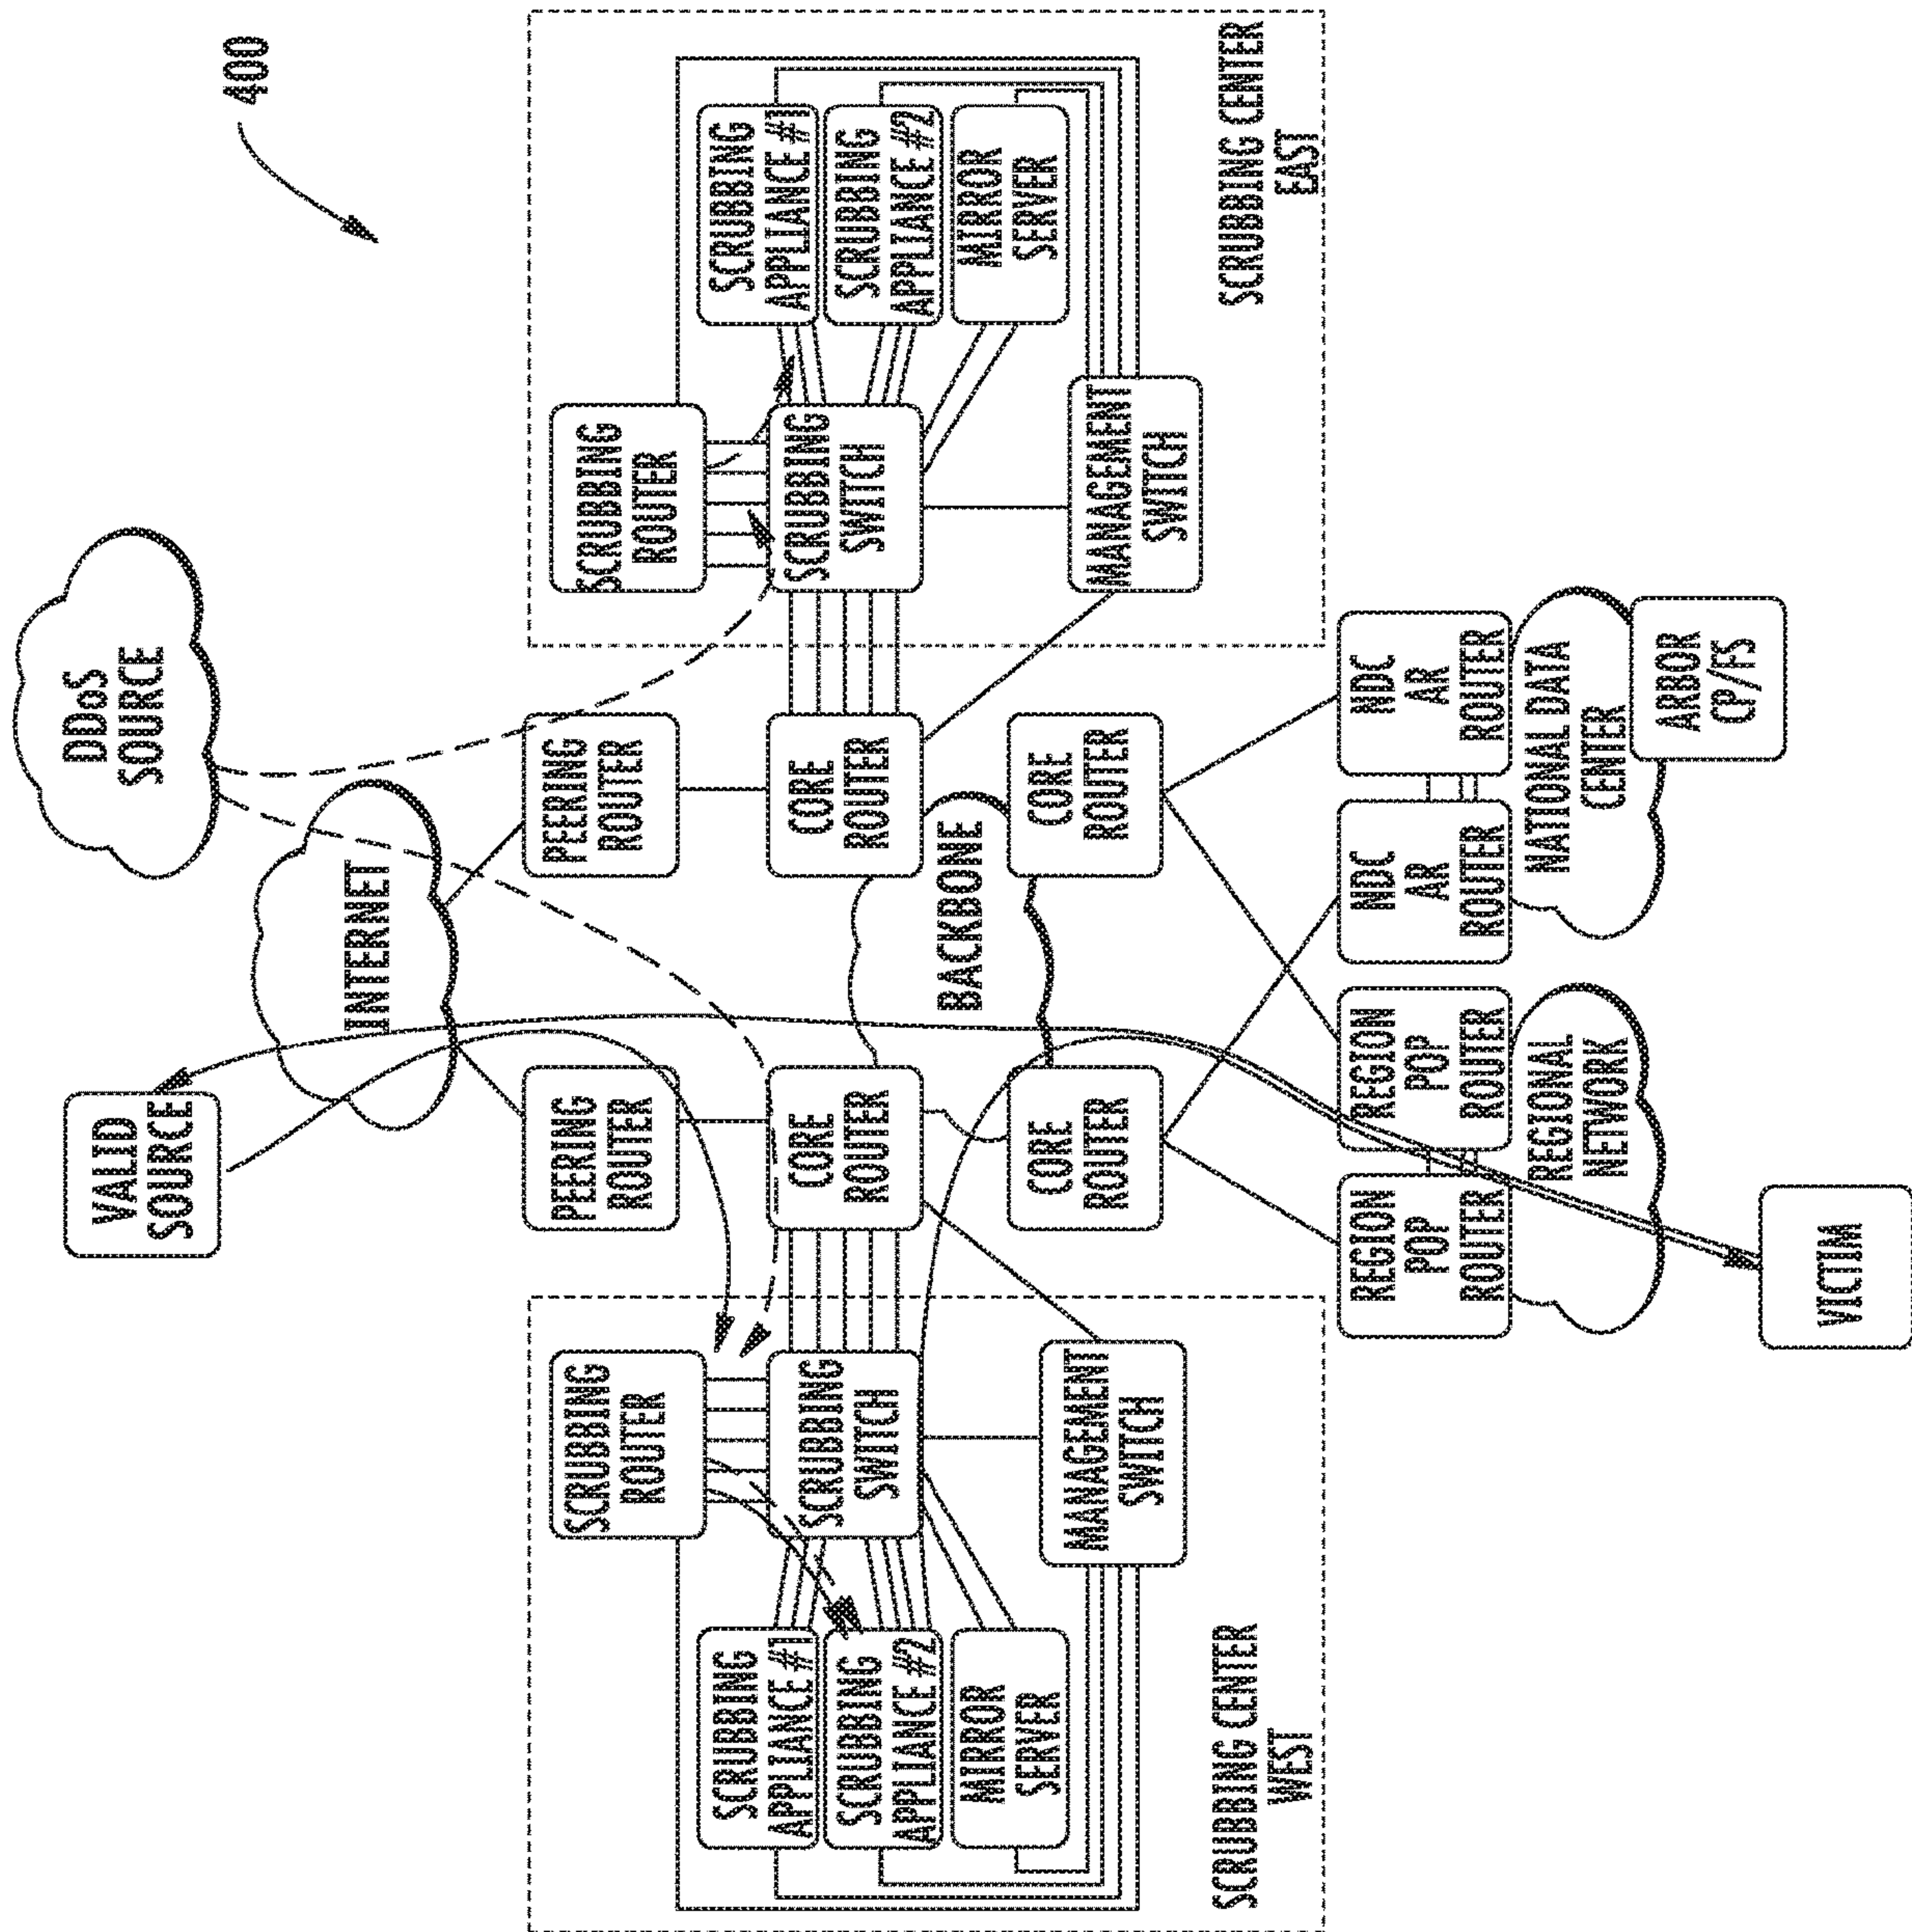 400
DDoS
SOURCE
VALID
SOURCE
INTERNET
SCRUBBING
ROUTER
PEERING
ROUTER
PEERING
ROUTER
SCRUBBING
ROUTER
SCRUBBING
APPLIANCE #1
SCRUBBING
APPLIANCE #2
MIRROR
SERVER
SCRUBBING
SWITCH
CORE
ROUTER
CORE
ROUTER
SCRUBBING
SWITCH
SCRUBBING
APPLIANCE #1
SCRUBBING
APPLIANCE #2
MIRROR
SERVER
BACKBONE
MANAGEMENT
SWITCH
CORE
ROUTER
CORE
ROUTER
MANAGEMENT
SWITCH
SCRUBBING CENTER
WEST
SCRUBBING CENTER
EAST
REGION
POP
ROUTER
REGION
POP
ROUTER
NDC
AR
ROUTER
NDC
AR
ROUTER
REGIONAL
NETWORK
NATIONAL DATA
CENTER
ARBOR
CP/FS
VICTIM